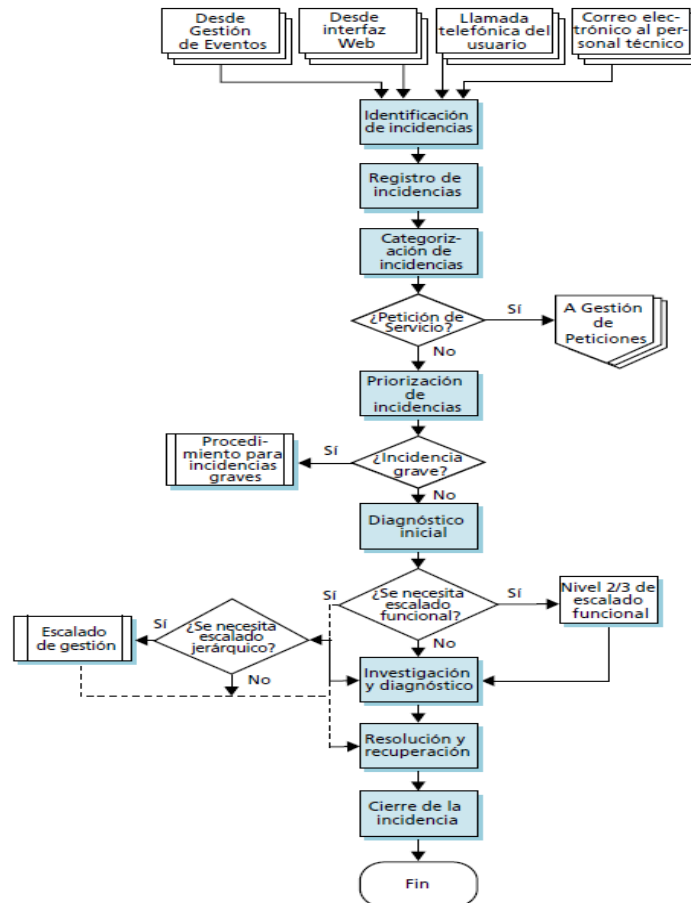 Desde
Gestión
de Eventos
Desde
interfaz
Web
Llamada
telefónica del
usuario
Correo elec-
trónico al per-
sonal técnico
Identificación
de incidencias
Registro de
incidencias
Categoriz-
ación de
incidencias
¿Petición de
Servicio?
Sí
A Gestión
de
Peticiones
No
Priorización
de
incidencias
Procedi-
miento para
incidencias
graves
Sí
¿Incidencia
grave?
No
Diagnóstico
inicial
Sí
¿Se necesita
escalado
funcional?
Sí
Nivel 2/3 de
escalado
funcional
Escalado
de gestión
Sí
¿Se necesita
escalado
jerárquico?
No
No
Investigación
y diagnóstico
Resolución y
recuperación
Cierre de la
incidencia
Fin